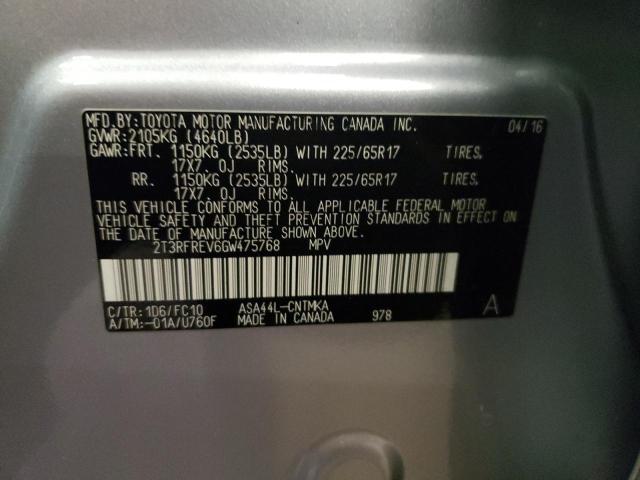 MFD.BY:TOYOTA MOTOR MANUFACTURING CANADA INC. 04/16
GVWR:2105KG (4640LB)
GAWR:FRT. 1150KG (2535LB) WITH 225/65R17 TIRES.
17X7.0J RIMS.
RR. 1150KG (2535LB) WITH 225/65R17 TIRES.
17X7.0J RIMS.
THIS VEHICLE CONFORMS TO ALL APPLICABLE FEDERAL MOTOR
VEHICLE SAFETY AND THEFT PREVENTION STANDARDS IN EFFECT ON
THE DATE OF MANUFACTURE SHOWN ABOVE.
2T3RFREV6GW475768 MPV
C/TR:1D6/FC10 ASA44L-CNTMKA A
A/TM:-01A/U760F MADE IN CANADA 978